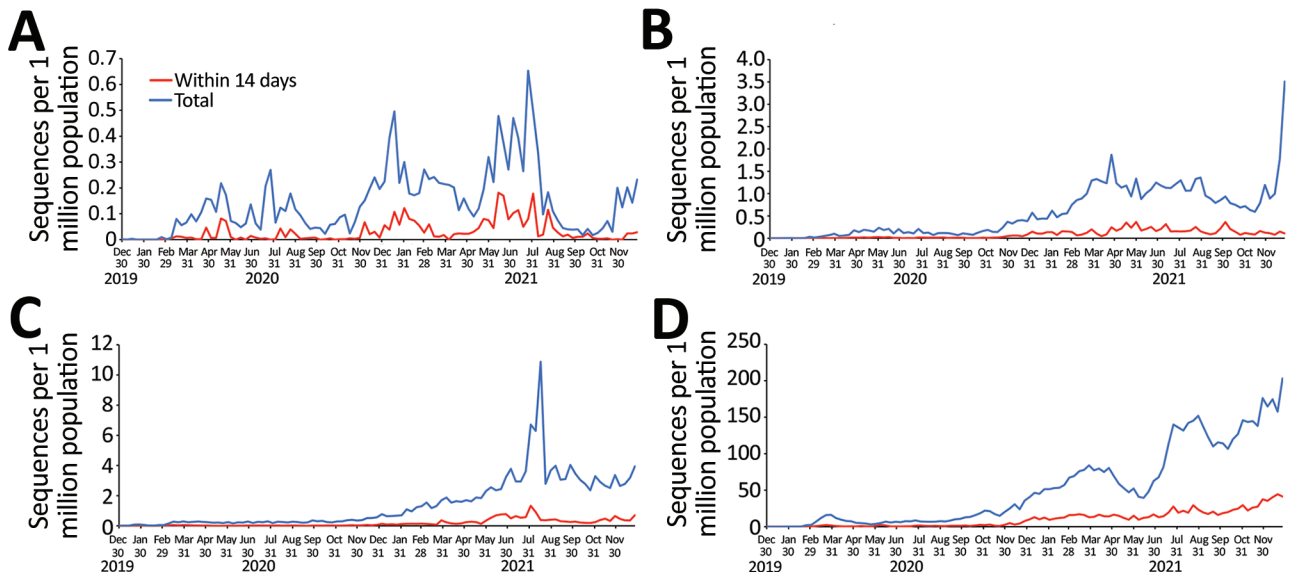 A
Sequences per 1
million population
0.7
0.6
0.5
0.4
0.3
0.2
0.1
0
Within 14 days
Total
Dec Jan Feb Mar Apr May Jun Jul Aug Sep Oct Nov Dec Jan Feb Mar Apr May Jun Jul Aug Sep Oct Nov
30 30 29 31 30 31 30 31 31 30 31 30 31 31 28 31 30 31 30 31 31 30 31 30
2019 2020 2021
B
Sequences per 1
million population
4.0
3.5
3.0
2.5
2.0
1.5
1.0
0.5
0
Dec Jan Feb Mar Apr May Jun Jul Aug Sep Oct Nov Dec Jan Feb Mar Apr May Jun Jul Aug Sep Oct Nov
30 30 29 31 30 31 30 31 31 30 31 30 31 31 28 31 30 31 30 31 31 30 31 30
2019 2020 2021
C
Sequences per 1
million population
12
10
8
6
4
2
0
Dec Jan Feb Mar Apr May Jun Jul Aug Sep Oct Nov Dec Jan Feb Mar Apr May Jun Jul Aug Sep Oct Nov
30 30 29 31 30 31 30 31 31 30 31 30 31 31 28 31 30 31 30 31 31 30 31 30
2019 2020 2021
D
Sequences per 1
million population
250
200
150
100
50
0
Dec Jan Feb Mar Apr May Jun Jul Aug Sep Oct Nov Dec Jan Feb Mar Apr May Jun Jul Aug Sep Oct Nov
30 30 29 31 30 31 30 31 31 30 31 30 31 31 28 31 30 31 30 31 31 30 31 30
2019 2020 2021